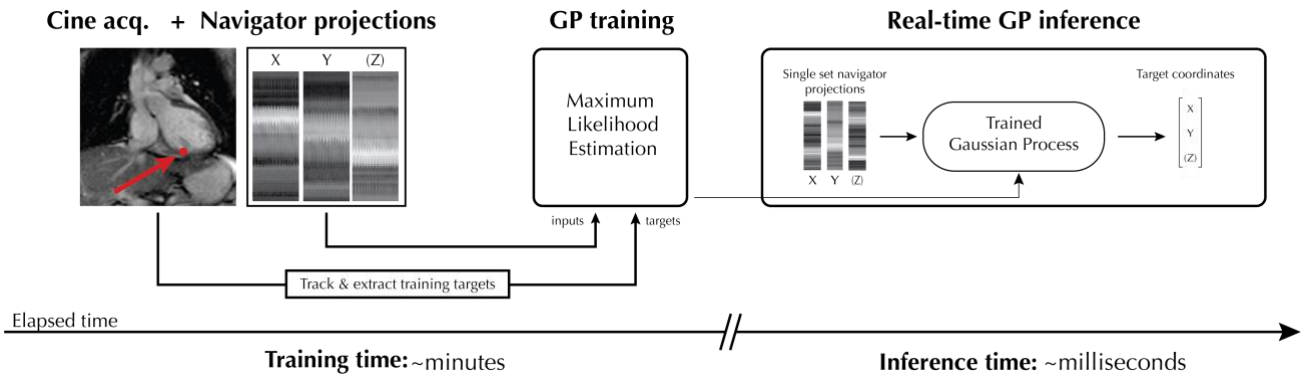 Cine acq. + Navigator projections
X Y (Z)
GP training
Maximum
Likelihood
Estimation
inputs
targets
Track & extract training targets
Real-time GP inference
Single set navigator
projections
X Y (Z)
Trained
Gaussian Process
Target coordinates
X
Y
(Z)
Elapsed time
Training time: ~minutes
Inference time: ~milliseconds